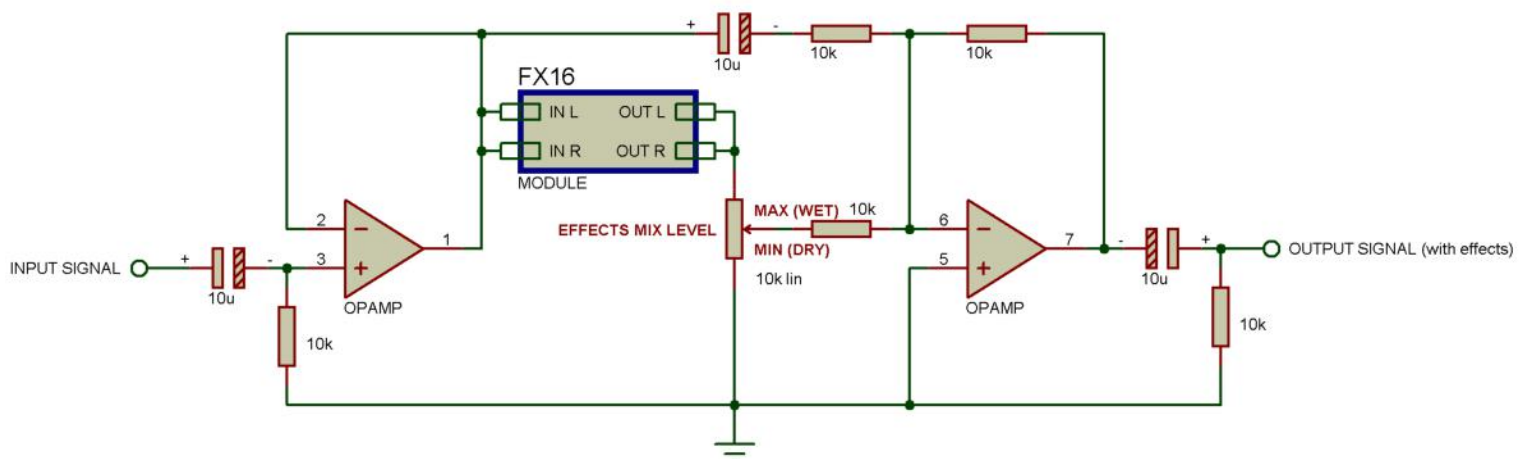 +
-
10u
10k
10k
FX16
IN L
OUT L
IN R
OUT R
MODULE
2
MAX (WET)
10k
6
EFFECTS MIX LEVEL
1
7
-
+
OUTPUT SIGNAL (with effects)
INPUT SIGNAL
+
-
3
MIN (DRY)
5
10k lin
10u
OPAMP
OPAMP
10u
10k
10k